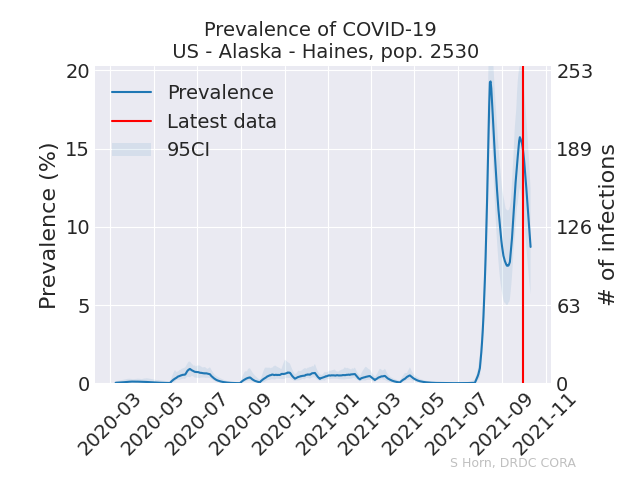 Prevalence of COVID-19
US - Alaska - Haines, pop. 2530
Prevalence
Latest data
95CI
Prevalence (%)
20
15
10
5
0
253
189
126
63
0
# of infections
2020-03
2020-05
2020-07
2020-09
2020-11
2021-01
2021-03
2021-05
2021-07
2021-09
2021-11
S Horn, DRDC CORA